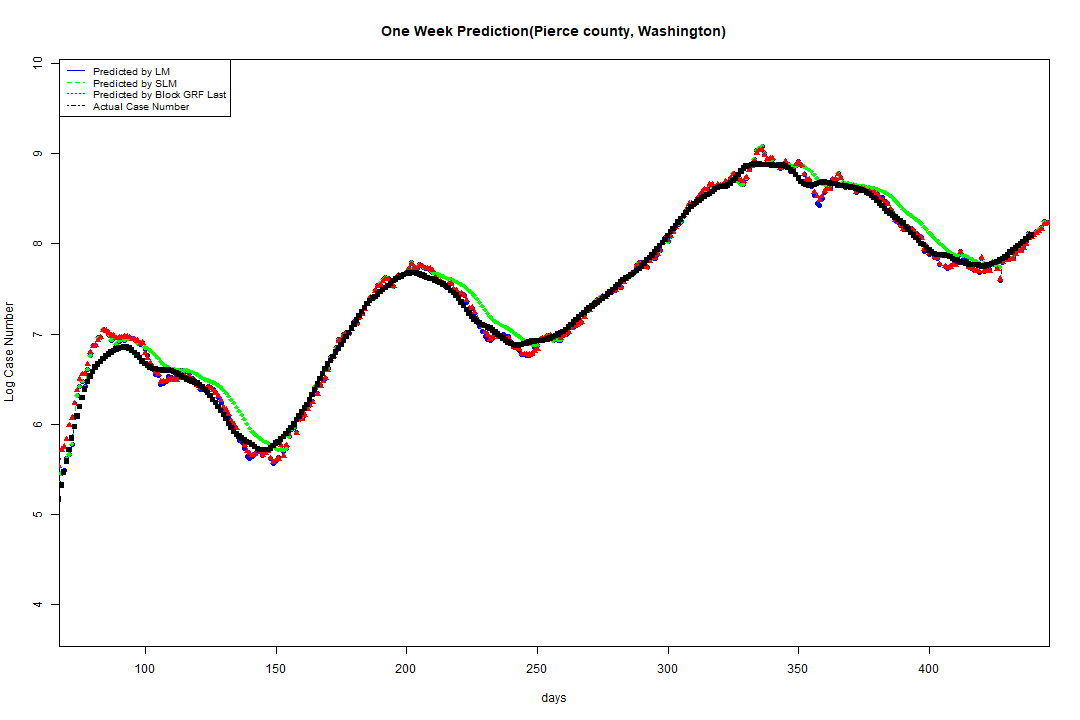 One Week Prediction(Pierce county, Washington)
Predicted by LM
Predicted by SLM
Predicted by Block GRF Last
Actual Case Number
10
9
8
7
6
5
4
Log Case Number
100 150 200 250 300 350 400
days